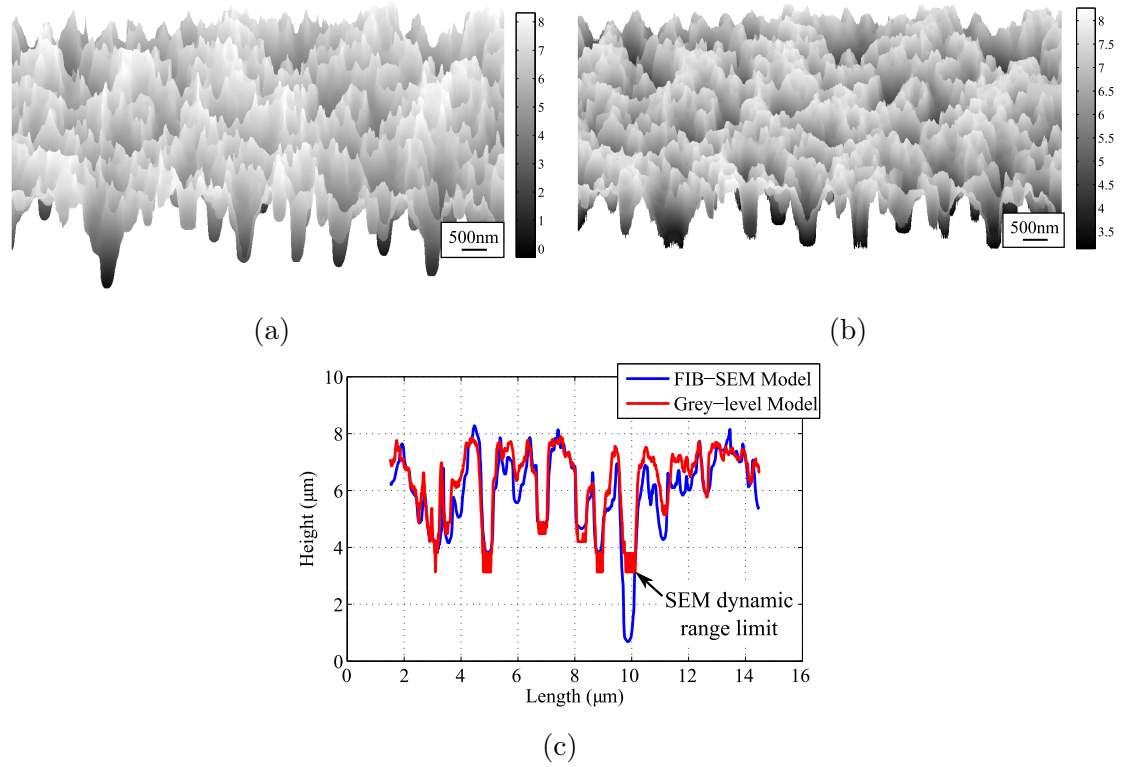 8
7
6
5
4
3
2
1
0
500nm
(a)
8
7.5
7
6.5
6
5.5
5
4.5
4
3.5
500nm
(b)
FIB−SEM Model
Grey−level Model
10
8
6
4
2
0
Height (μm)
SEM dynamic
range limit
0 2 4 6 8 10 12 14 16
Length (μm)
(c)